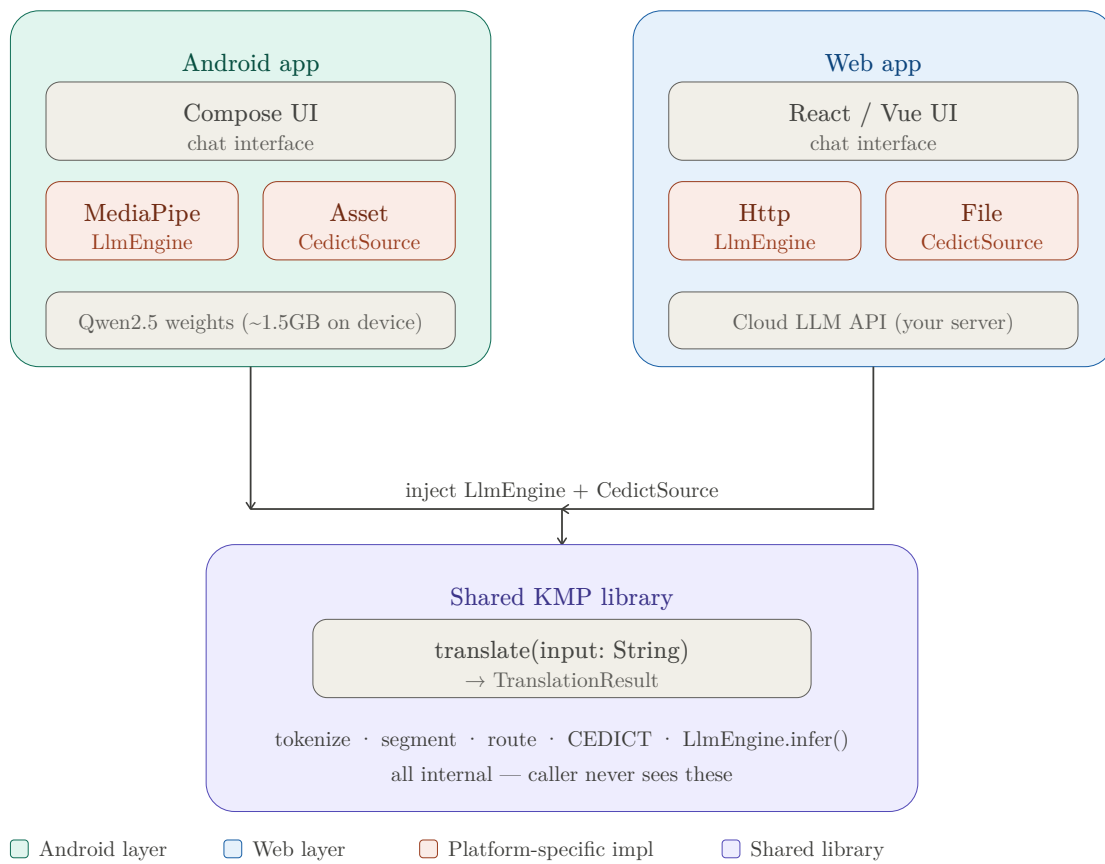 Android app
Compose UI
chat interface
MediaPipe
LlmEngine
Asset
CedictSource
Qwen2.5 weights (~1.5GB on device)
Web app
React / Vue UI
chat interface
Http
LlmEngine
File
CedictSource
Cloud LLM API (your server)
inject LlmEngine + CedictSource
Shared KMP library
translate(input: String)
→ TranslationResult
tokenize · segment · route · CEDICT · LlmEngine.infer()
all internal — caller never sees these
Android layer
Web layer
Platform-specific impl
Shared library